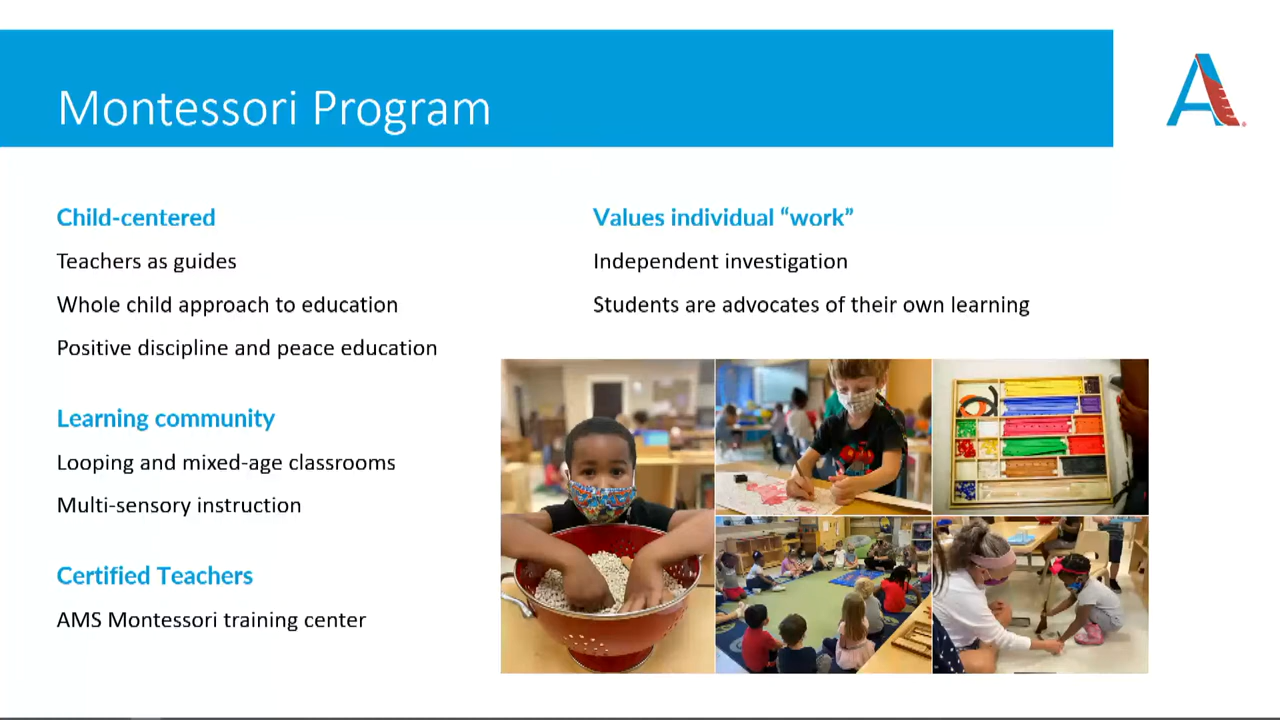 Montessori Program
Child-centered
Teachers as guides
Whole child approach to education
Positive discipline and peace education
Learning community
Looping and mixed-age classrooms
Multi-sensory instruction
Certified Teachers
AMS Montessori training center
Values individual “work”
Independent investigation
Students are advocates of their own learning
A